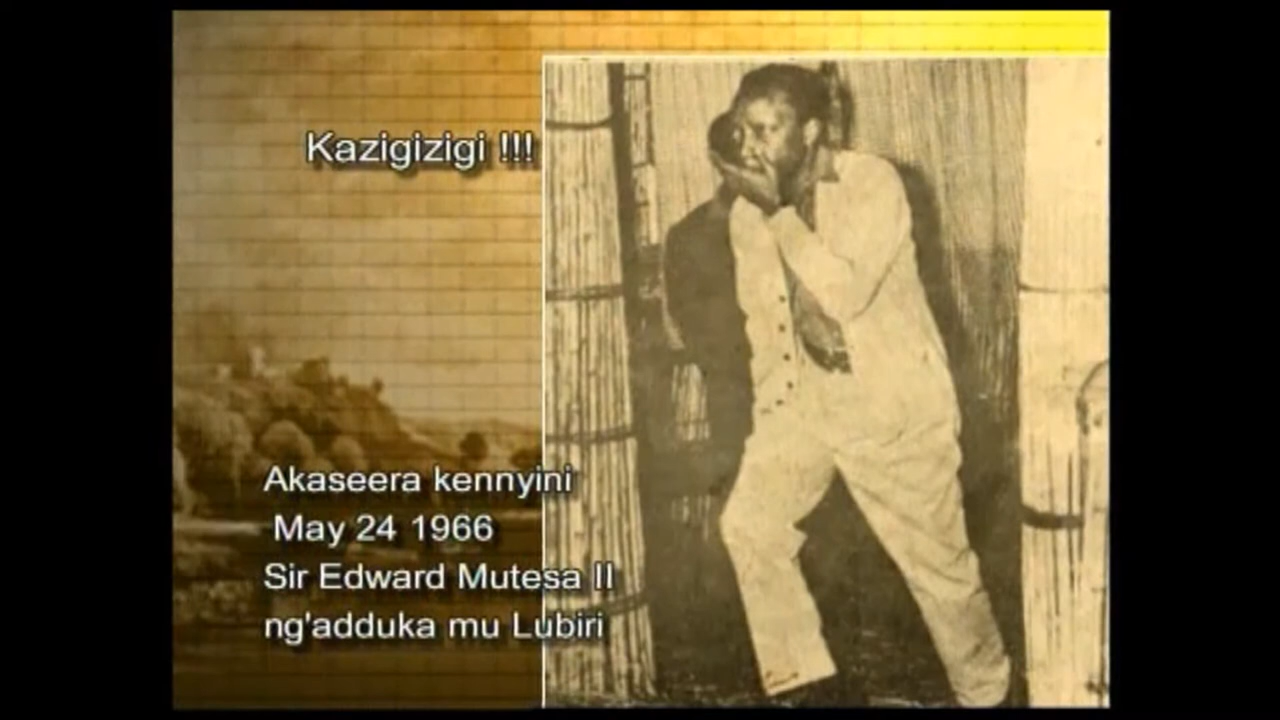 Kazigizigi !!!
Akaseera kennyini
May 24 1966
Sir Edward Mutesa II
ng'adduka mu Lubiri